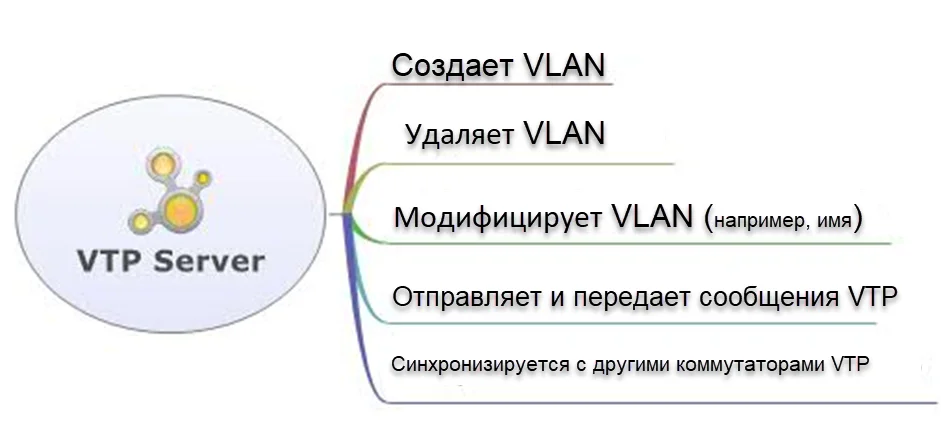 Создает VLAN
Удаляет VLAN
VTP Server
Модифицирует VLAN (например, имя)
Отправляет и передает сообщения VTP
Синхронизируется с другими коммутаторами VTP